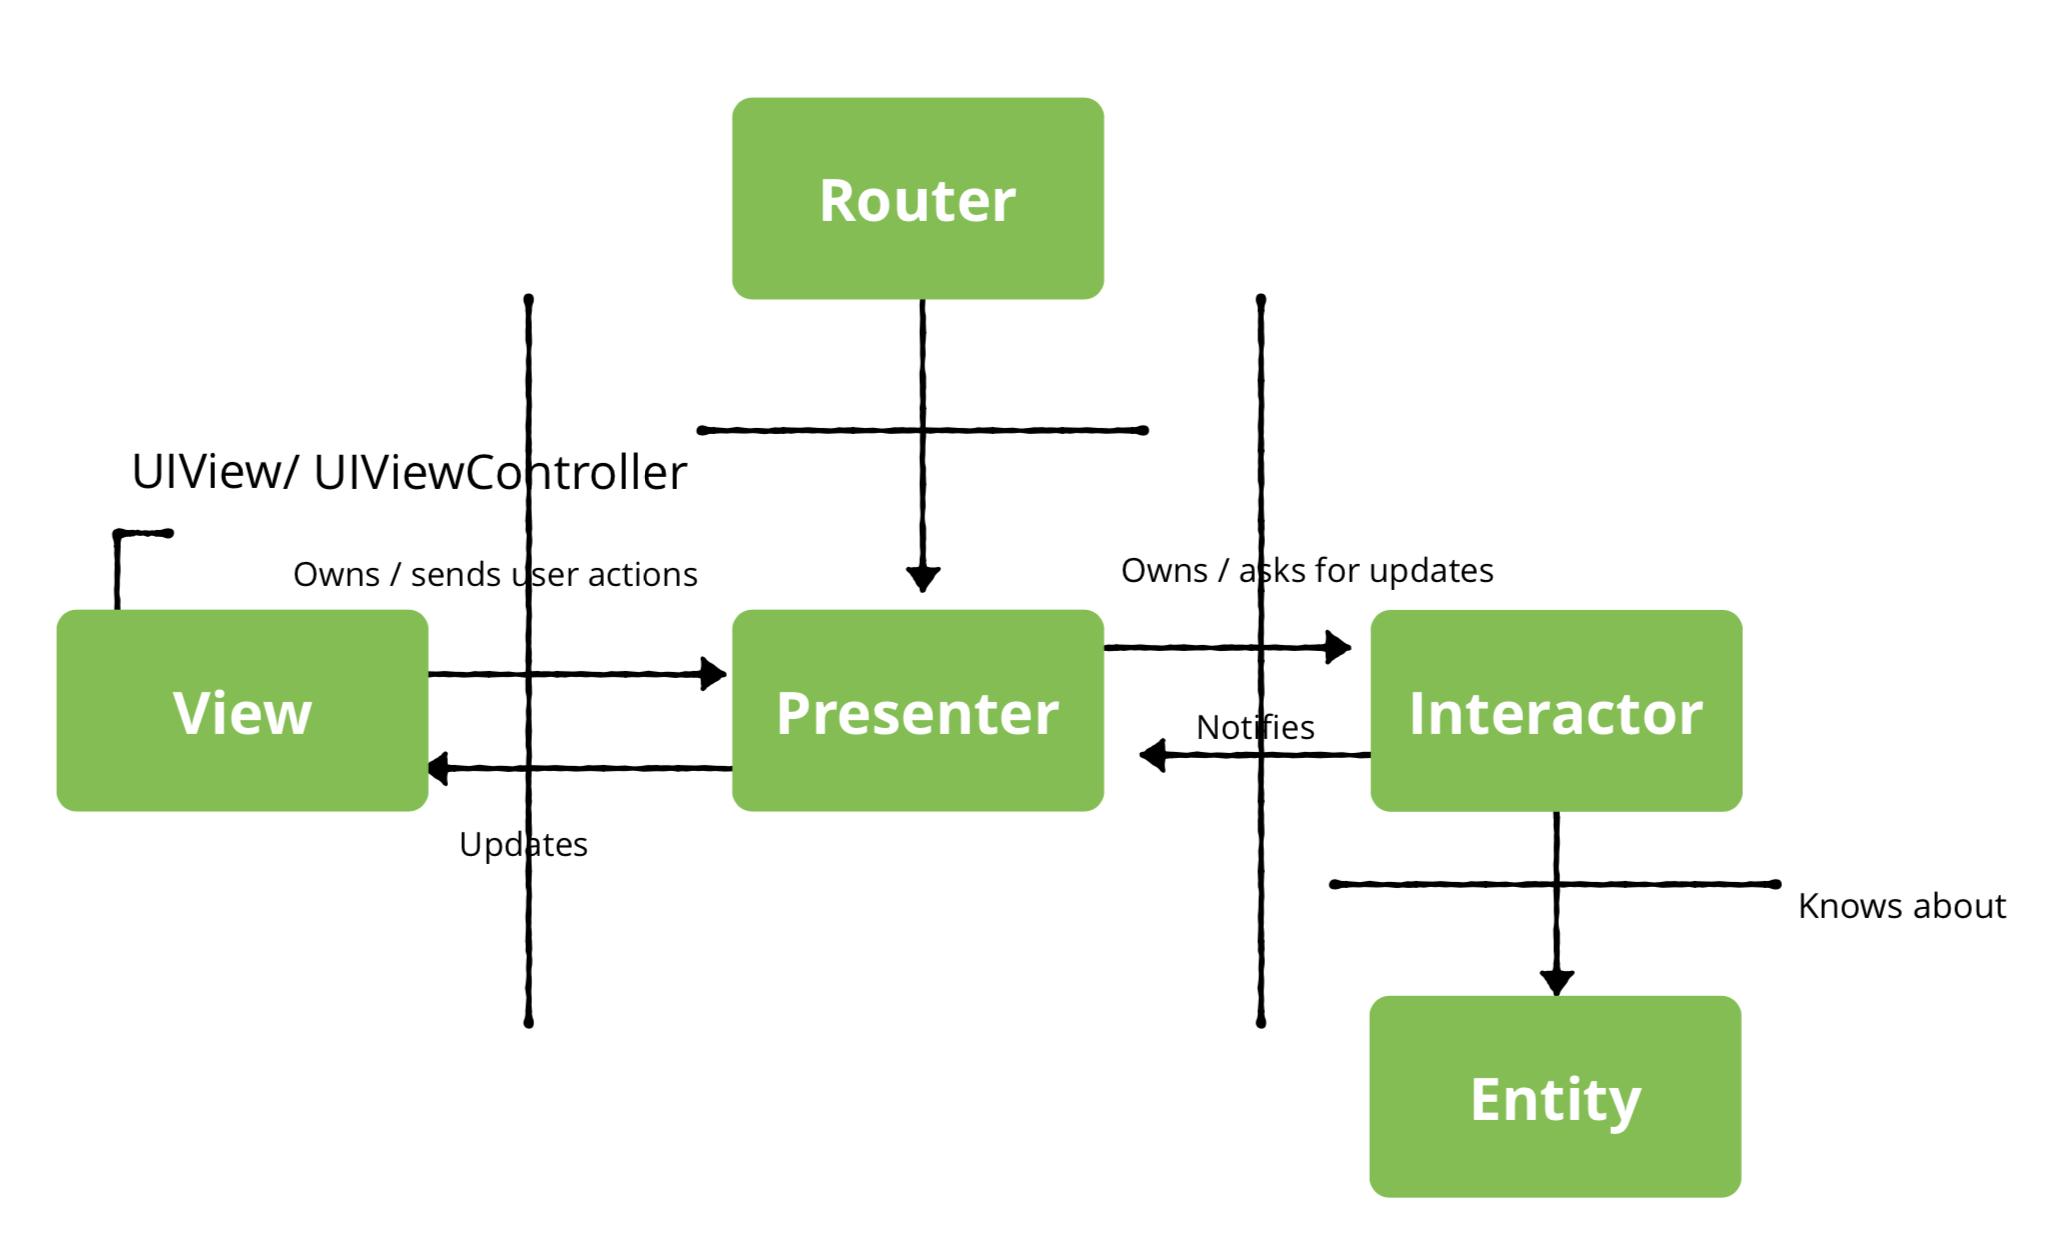 Router
UIView/ UIViewController
Owns / sends user actions
Owns / asks for updates
View
Presenter
Notifies
Interactor
Updates
Knows about
Entity